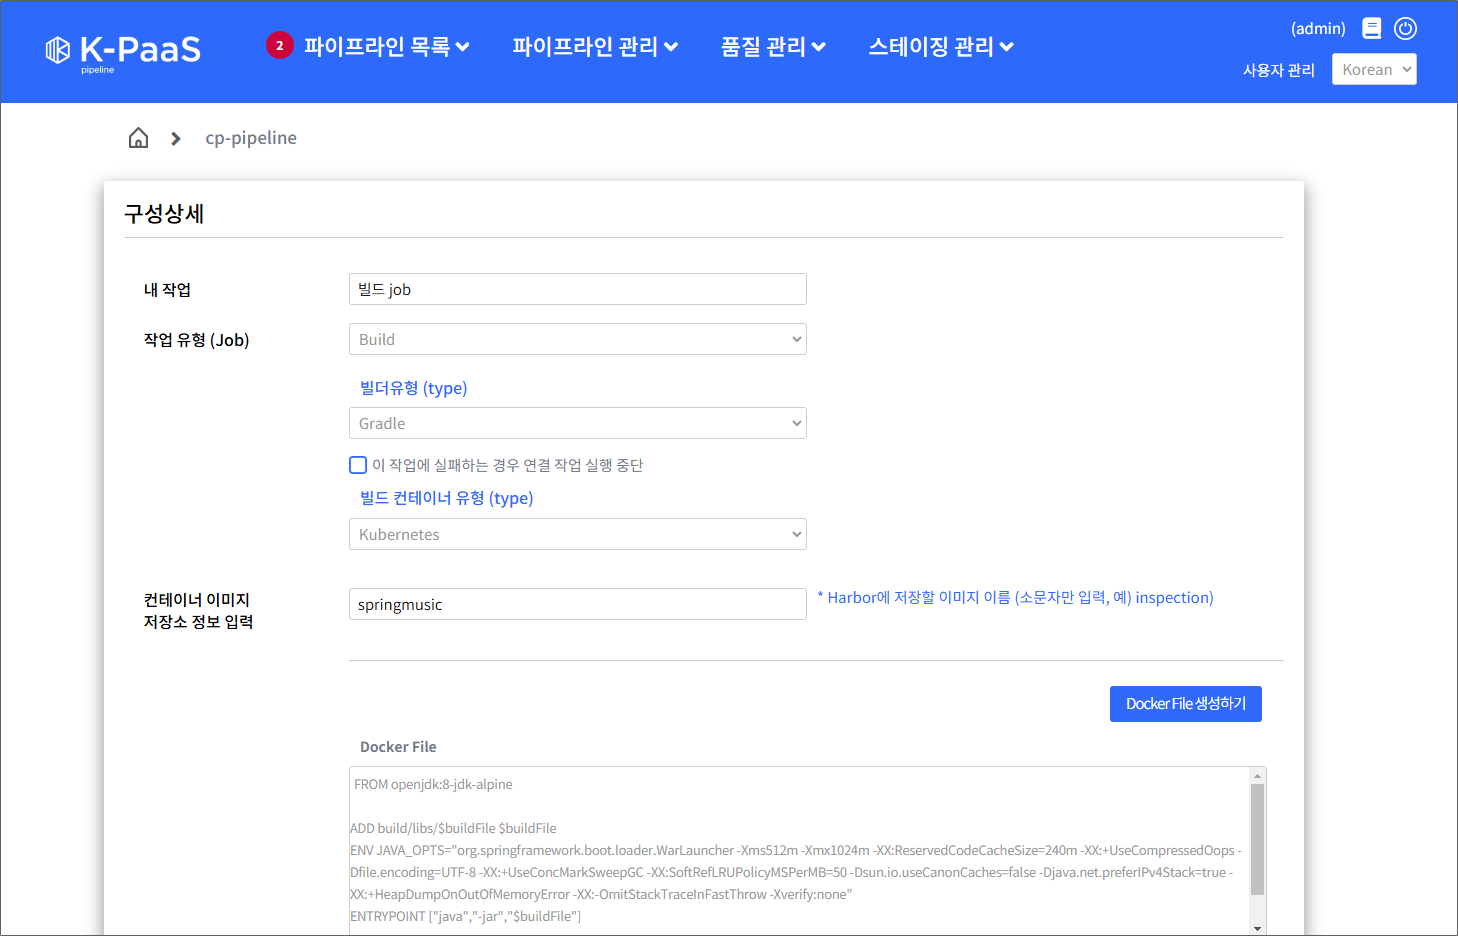 K-PaaS
pipeline
2
파이프라인 목록
파이프라인 관리
품질 관리
스테이징 관리
(admin)
사용자 관리
Korean
cp-pipeline
구성상세
내 작업
빌드 job
작업 유형 (Job)
Build
빌더유형 (type)
Gradle
이 작업에 실패하는 경우 연결 작업 실행 중단
빌드 컨테이너 유형 (type)
Kubernetes
컨테이너 이미지
저장소 정보 입력
springmusic
* Harbor에 저장할 이미지 이름 (소문자만 입력, 예) inspection)
Docker File 생성하기
Docker File
FROM openjdk:8-jdk-alpine
ADD build/libs/$buildFile $buildFile
ENV JAVA_OPTS="org.springframework.boot.loader.WarLauncher -Xms512m -Xmx1024m -XX:ReservedCodeCacheSize=240m -XX:+UseCompressedOops -
Dfile.encoding=UTF-8 -XX:+UseConcMarkSweepGC -XX:SoftRefLRUPolicyMSPerMB=50 -Dsun.io.useCanonCaches=false -Djava.net.preferIPv4Stack=true -
XX:+HeapDumpOnOutOfMemoryError -XX:-OmitStackTraceInFastThrow -Xverify:none"
ENTRYPOINT ["java","-jar","$buildFile"]